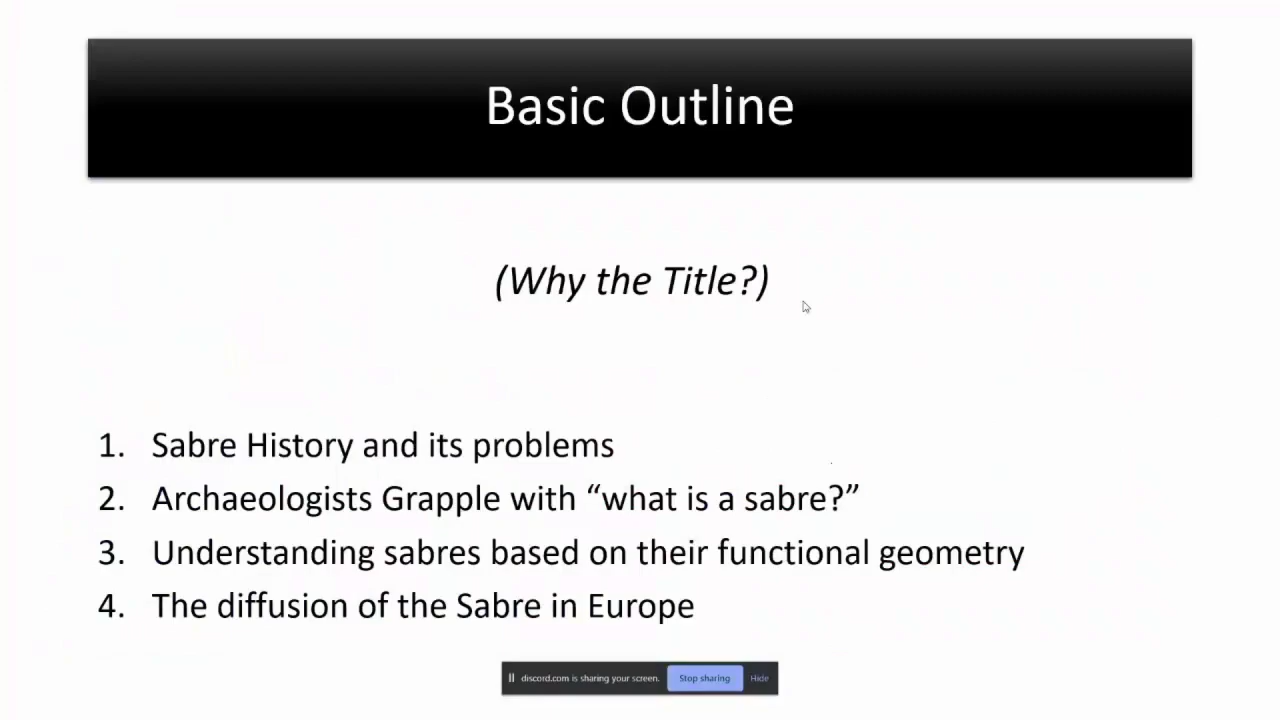 Basic Outline
(Why the Title?)
1. Sabre History and its problems
2. Archaeologists Grapple with “what is a sabre?”
3. Understanding sabres based on their functional geometry
4. The diffusion of the Sabre in Europe
discord.com is sharing your screen. Stop sharing Hide